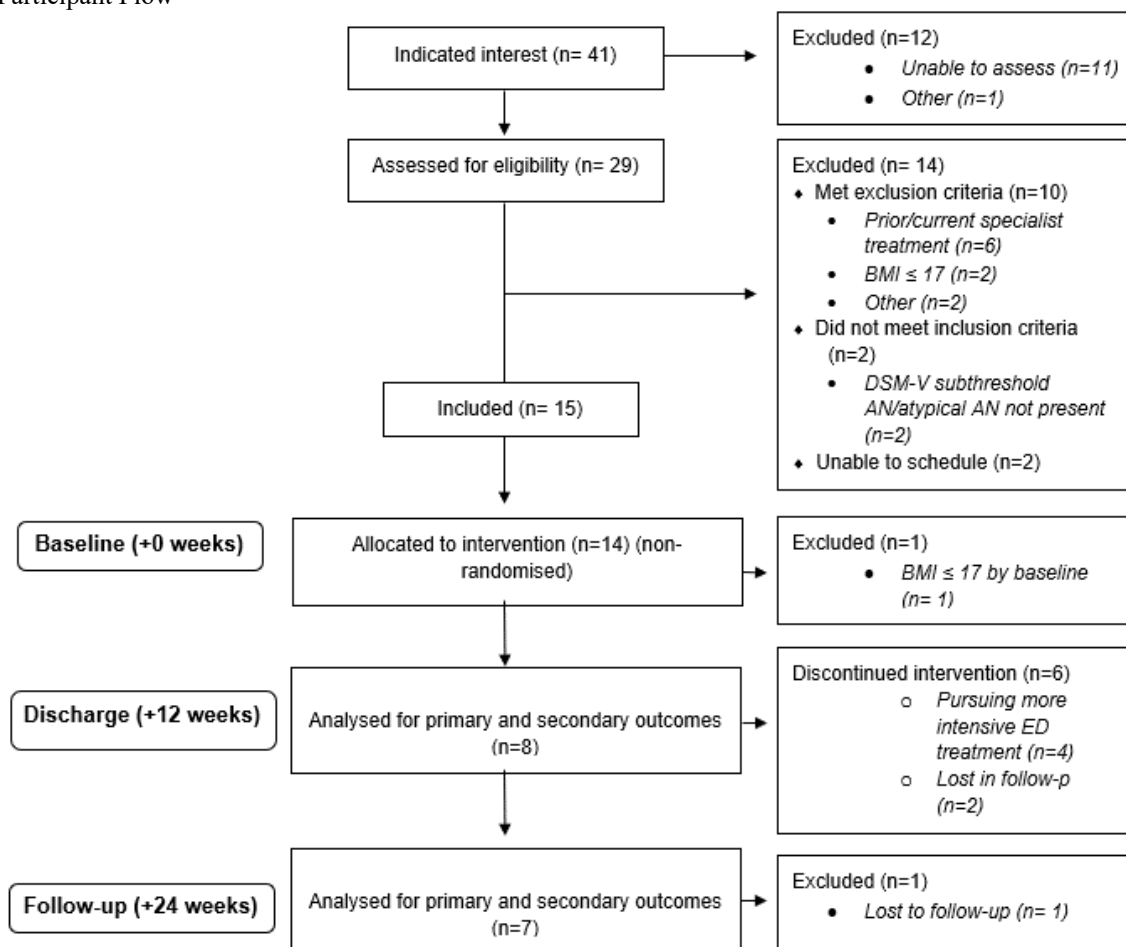 Participant Flow
Indicated interest (n= 41)
Excluded (n=12)
• Unable to assess (n=11)
• Other (n=1)
Assessed for eligibility (n= 29)
Excluded (n= 14)
♦ Met exclusion criteria (n=10)
• Prior/current specialist
treatment (n=6)
• BMI ≤ 17 (n=2)
• Other (n=2)
♦ Did not meet inclusion criteria
(n=2)
• DSM-V subthreshold
AN/atypical AN not present
(n=2)
♦ Unable to schedule (n=2)
Included (n= 15)
Baseline (+0 weeks)
Allocated to intervention (n=14) (non-
randomised)
Excluded (n=1)
• BMI ≤ 17 by baseline
(n= 1)
Discharge (+12 weeks)
Analysed for primary and secondary outcomes
(n=8)
Discontinued intervention (n=6)
o Pursuing more
intensive ED
treatment (n=4)
o Lost in follow-p
(n=2)
Follow-up (+24 weeks)
Analysed for primary and secondary outcomes
(n=7)
Excluded (n=1)
• Lost to follow-up (n= 1)